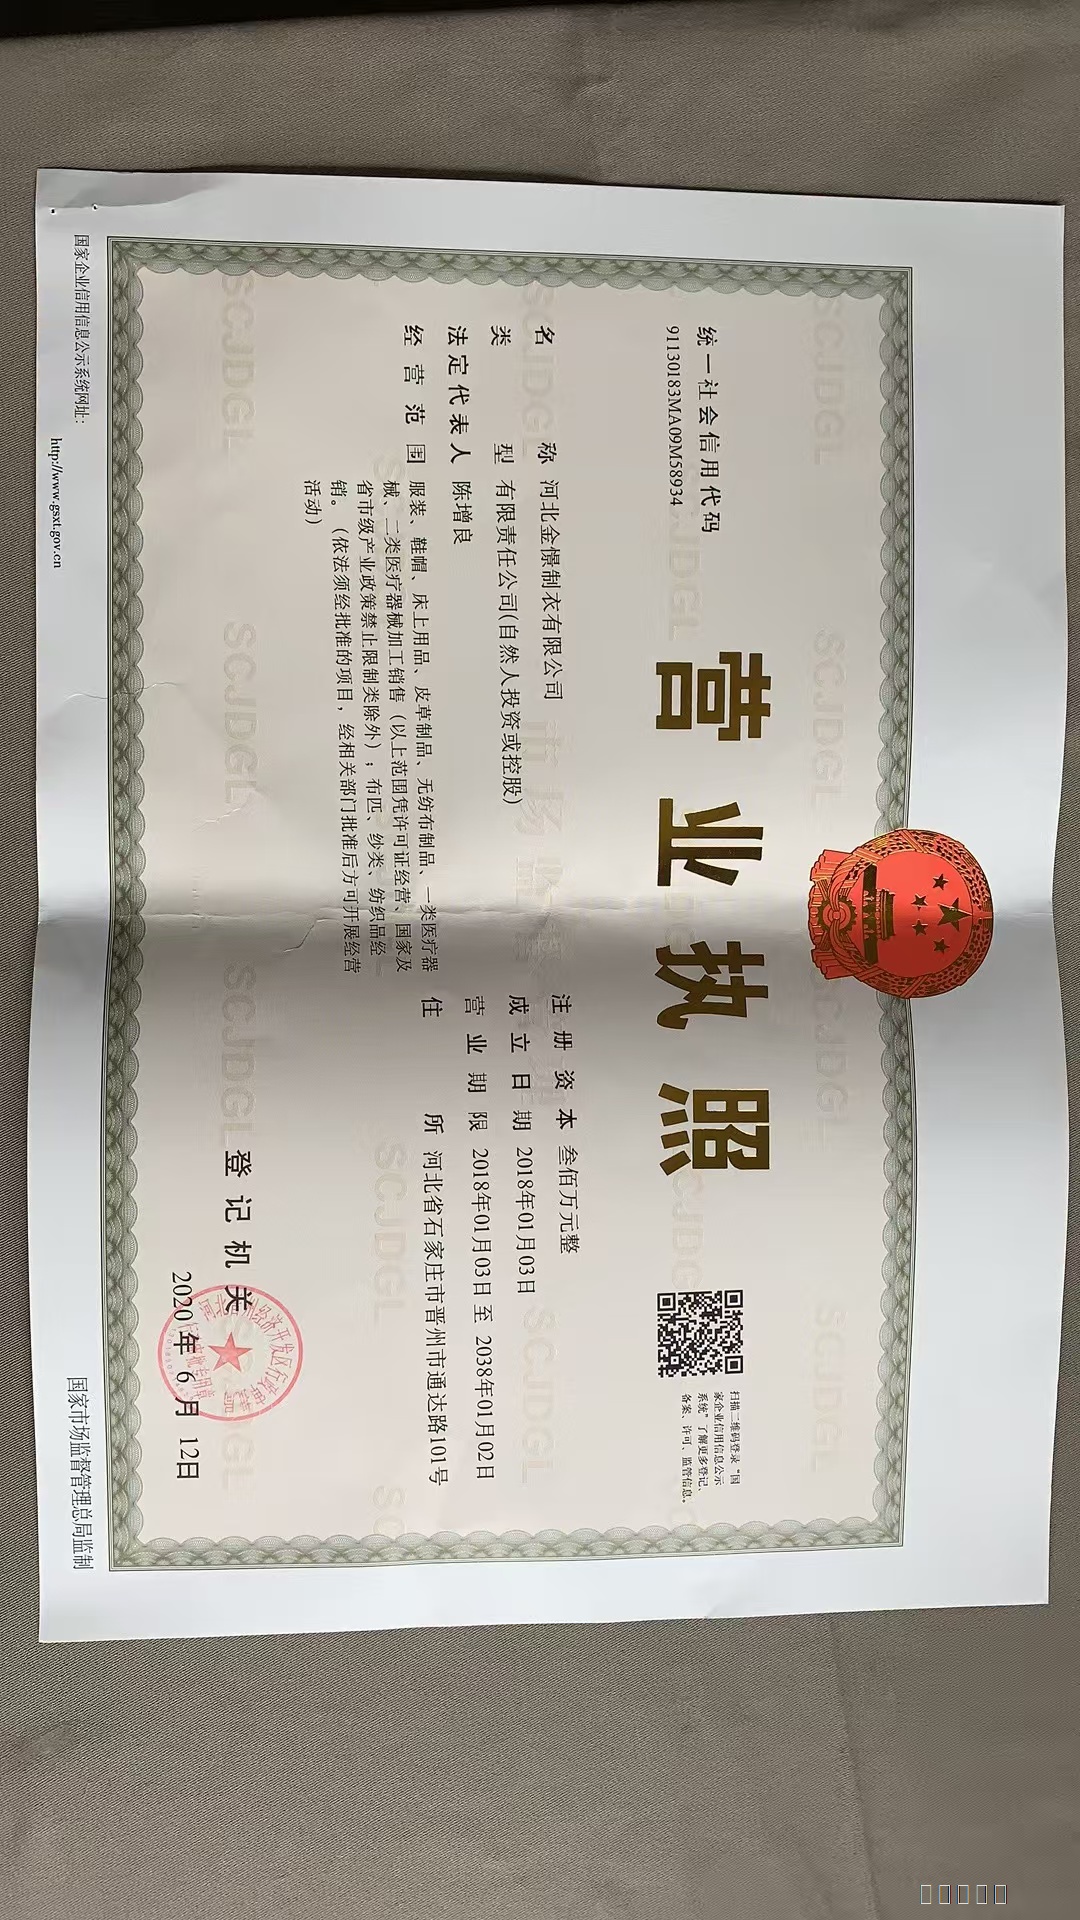 营业执照
统一社会信用代码
91130183MA09M58934
扫描二维码登录“国
家企业信用信息公示
系统”了解更多登记、
备案、许可、监管信息。
名称 河北金憬制衣有限公司
类型 有限责任公司(自然人投资或控股)
法定代表人 陈增良
经营范围 服装、鞋帽、床上用品、皮草制品、无纺布制品、一类医疗器
械、二类医疗器械加工销售（以上范围凭许可证经营、国家及
省市级产业政策禁止限制类除外）；布匹、纱类、纺织品经
销。（依法须经批准的项目，经相关部门批准后方可开展经营
活动）
注册资本 叁佰万元整
成立日期 2018年01月03日
营业期限 2018年01月03日 至 2038年01月02日
住所 河北省石家庄市晋州市通达路101号
登记机关
2020年 6月 12日
国家企业信用信息公示系统网址：
http://www.gsxt.gov.cn
国家市场监督管理总局监制